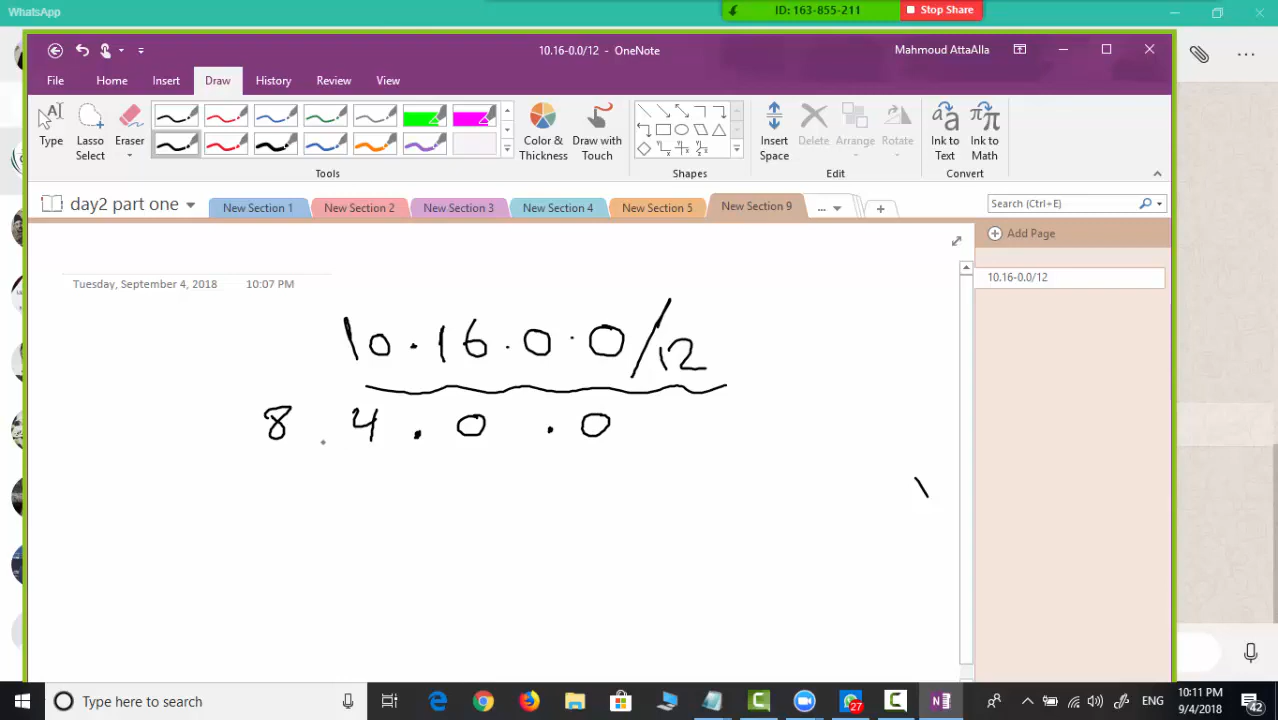 WhatsApp
ID: 163-855-211
Stop Share
10.16-0.0/12 - OneNote
Mahmoud AttaAlla
File Home Insert Draw History Review View
Type
Lasso Select
Eraser
Color & Thickness
Draw with Touch
Insert Space
Delete
Arrange
Rotate
Ink to Text
Ink to Math
Tools Shapes Edit Convert
day2 part one
New Section 1
New Section 2
New Section 3
New Section 4
New Section 5
New Section 9
...
Search (Ctrl+E)
Add Page
10.16-0.0/12
Tuesday, September 4, 2018 10:07 PM
10.16.0.0/12
8 . 4 . 0 . 0
Type here to search
27
N
ENG
10:11 PM
9/4/2018
42